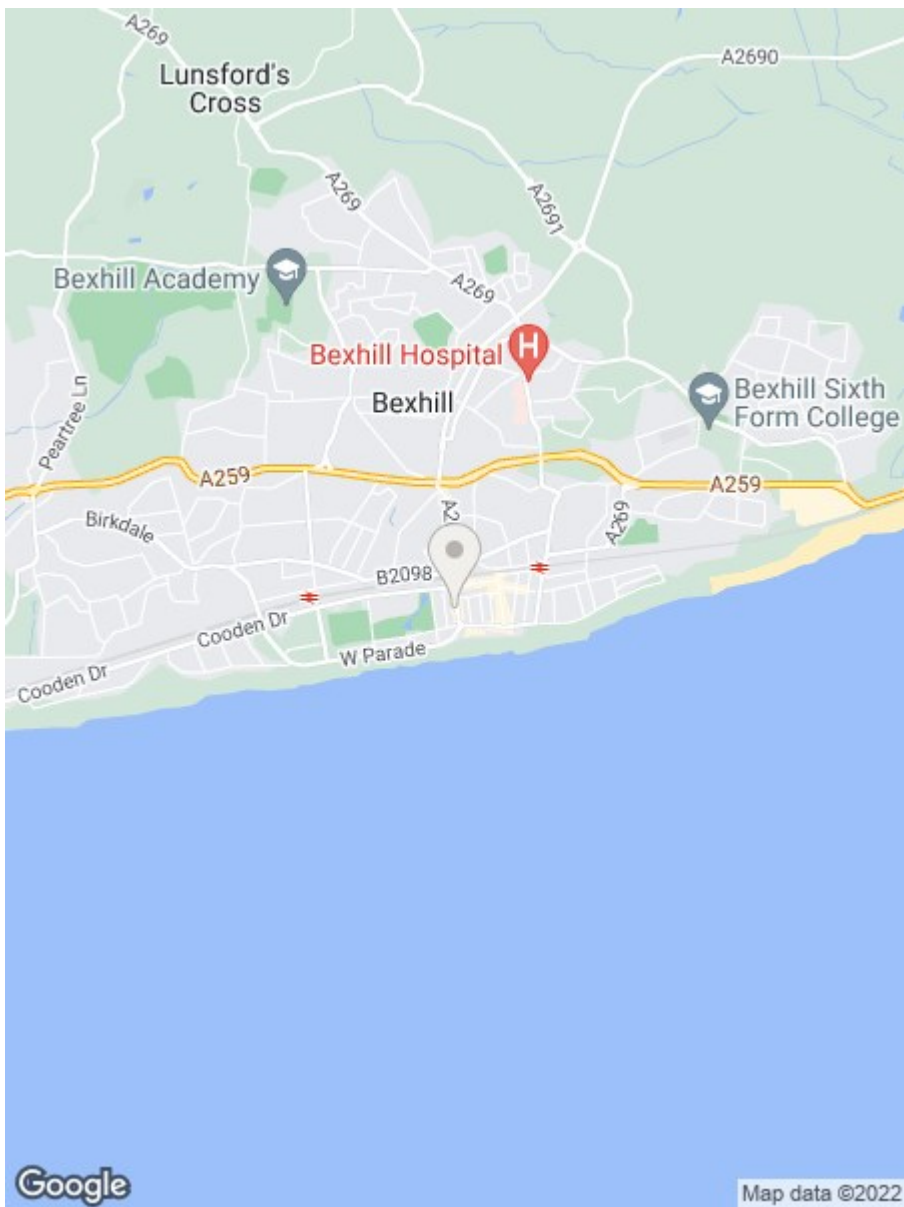 A269
A2690
Lunsford's
Cross
A269
A2691
Bexhill Academy
A269
Bexhill Hospital
H
Bexhill
Bexhill Sixth
Form College
Peartree Ln
A259
A259
Birkdale
A2
A269
B2098
Cooden Dr
W Parade
Cooden Dr
Google
Map data ©2022